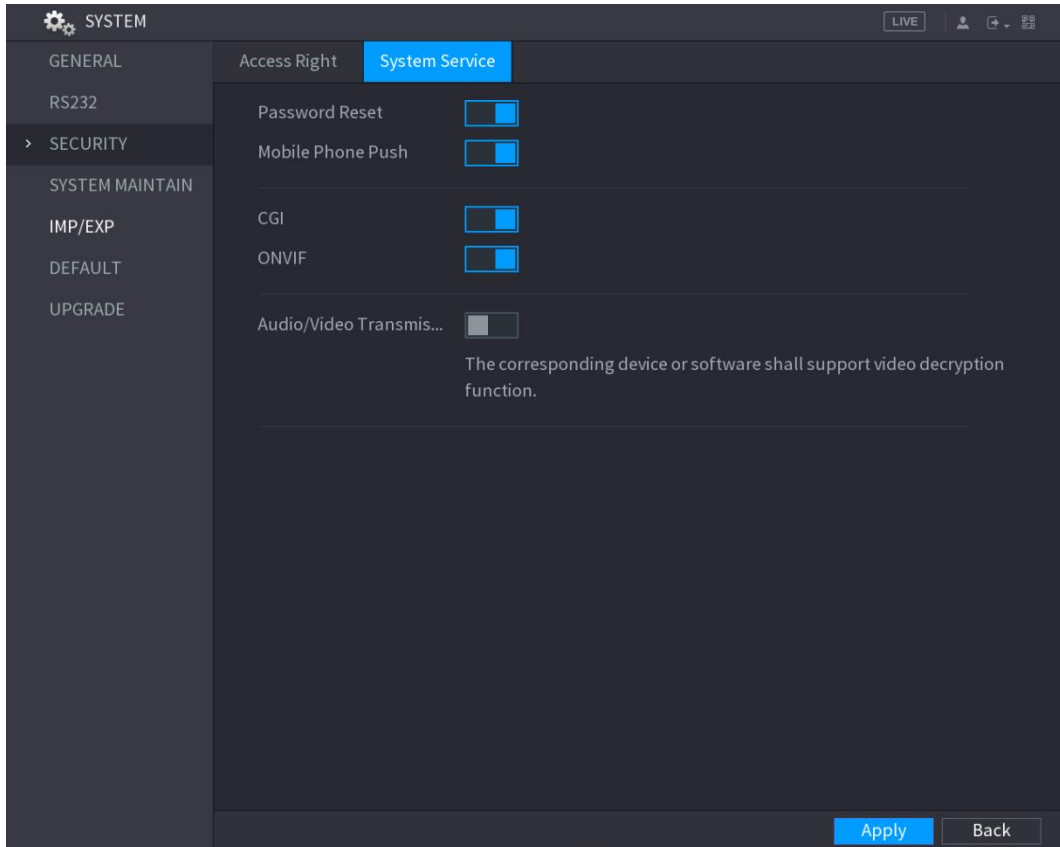 SYSTEM
LIVE
GENERAL
Access Right
System Service
RS232
Password Reset
> SECURITY
Mobile Phone Push
SYSTEM MAINTAIN
IMP/EXP
CGI
DEFAULT
ONVIF
UPGRADE
Audio/Video Transmis...
The corresponding device or software shall support video decryption
function.
Apply
Back